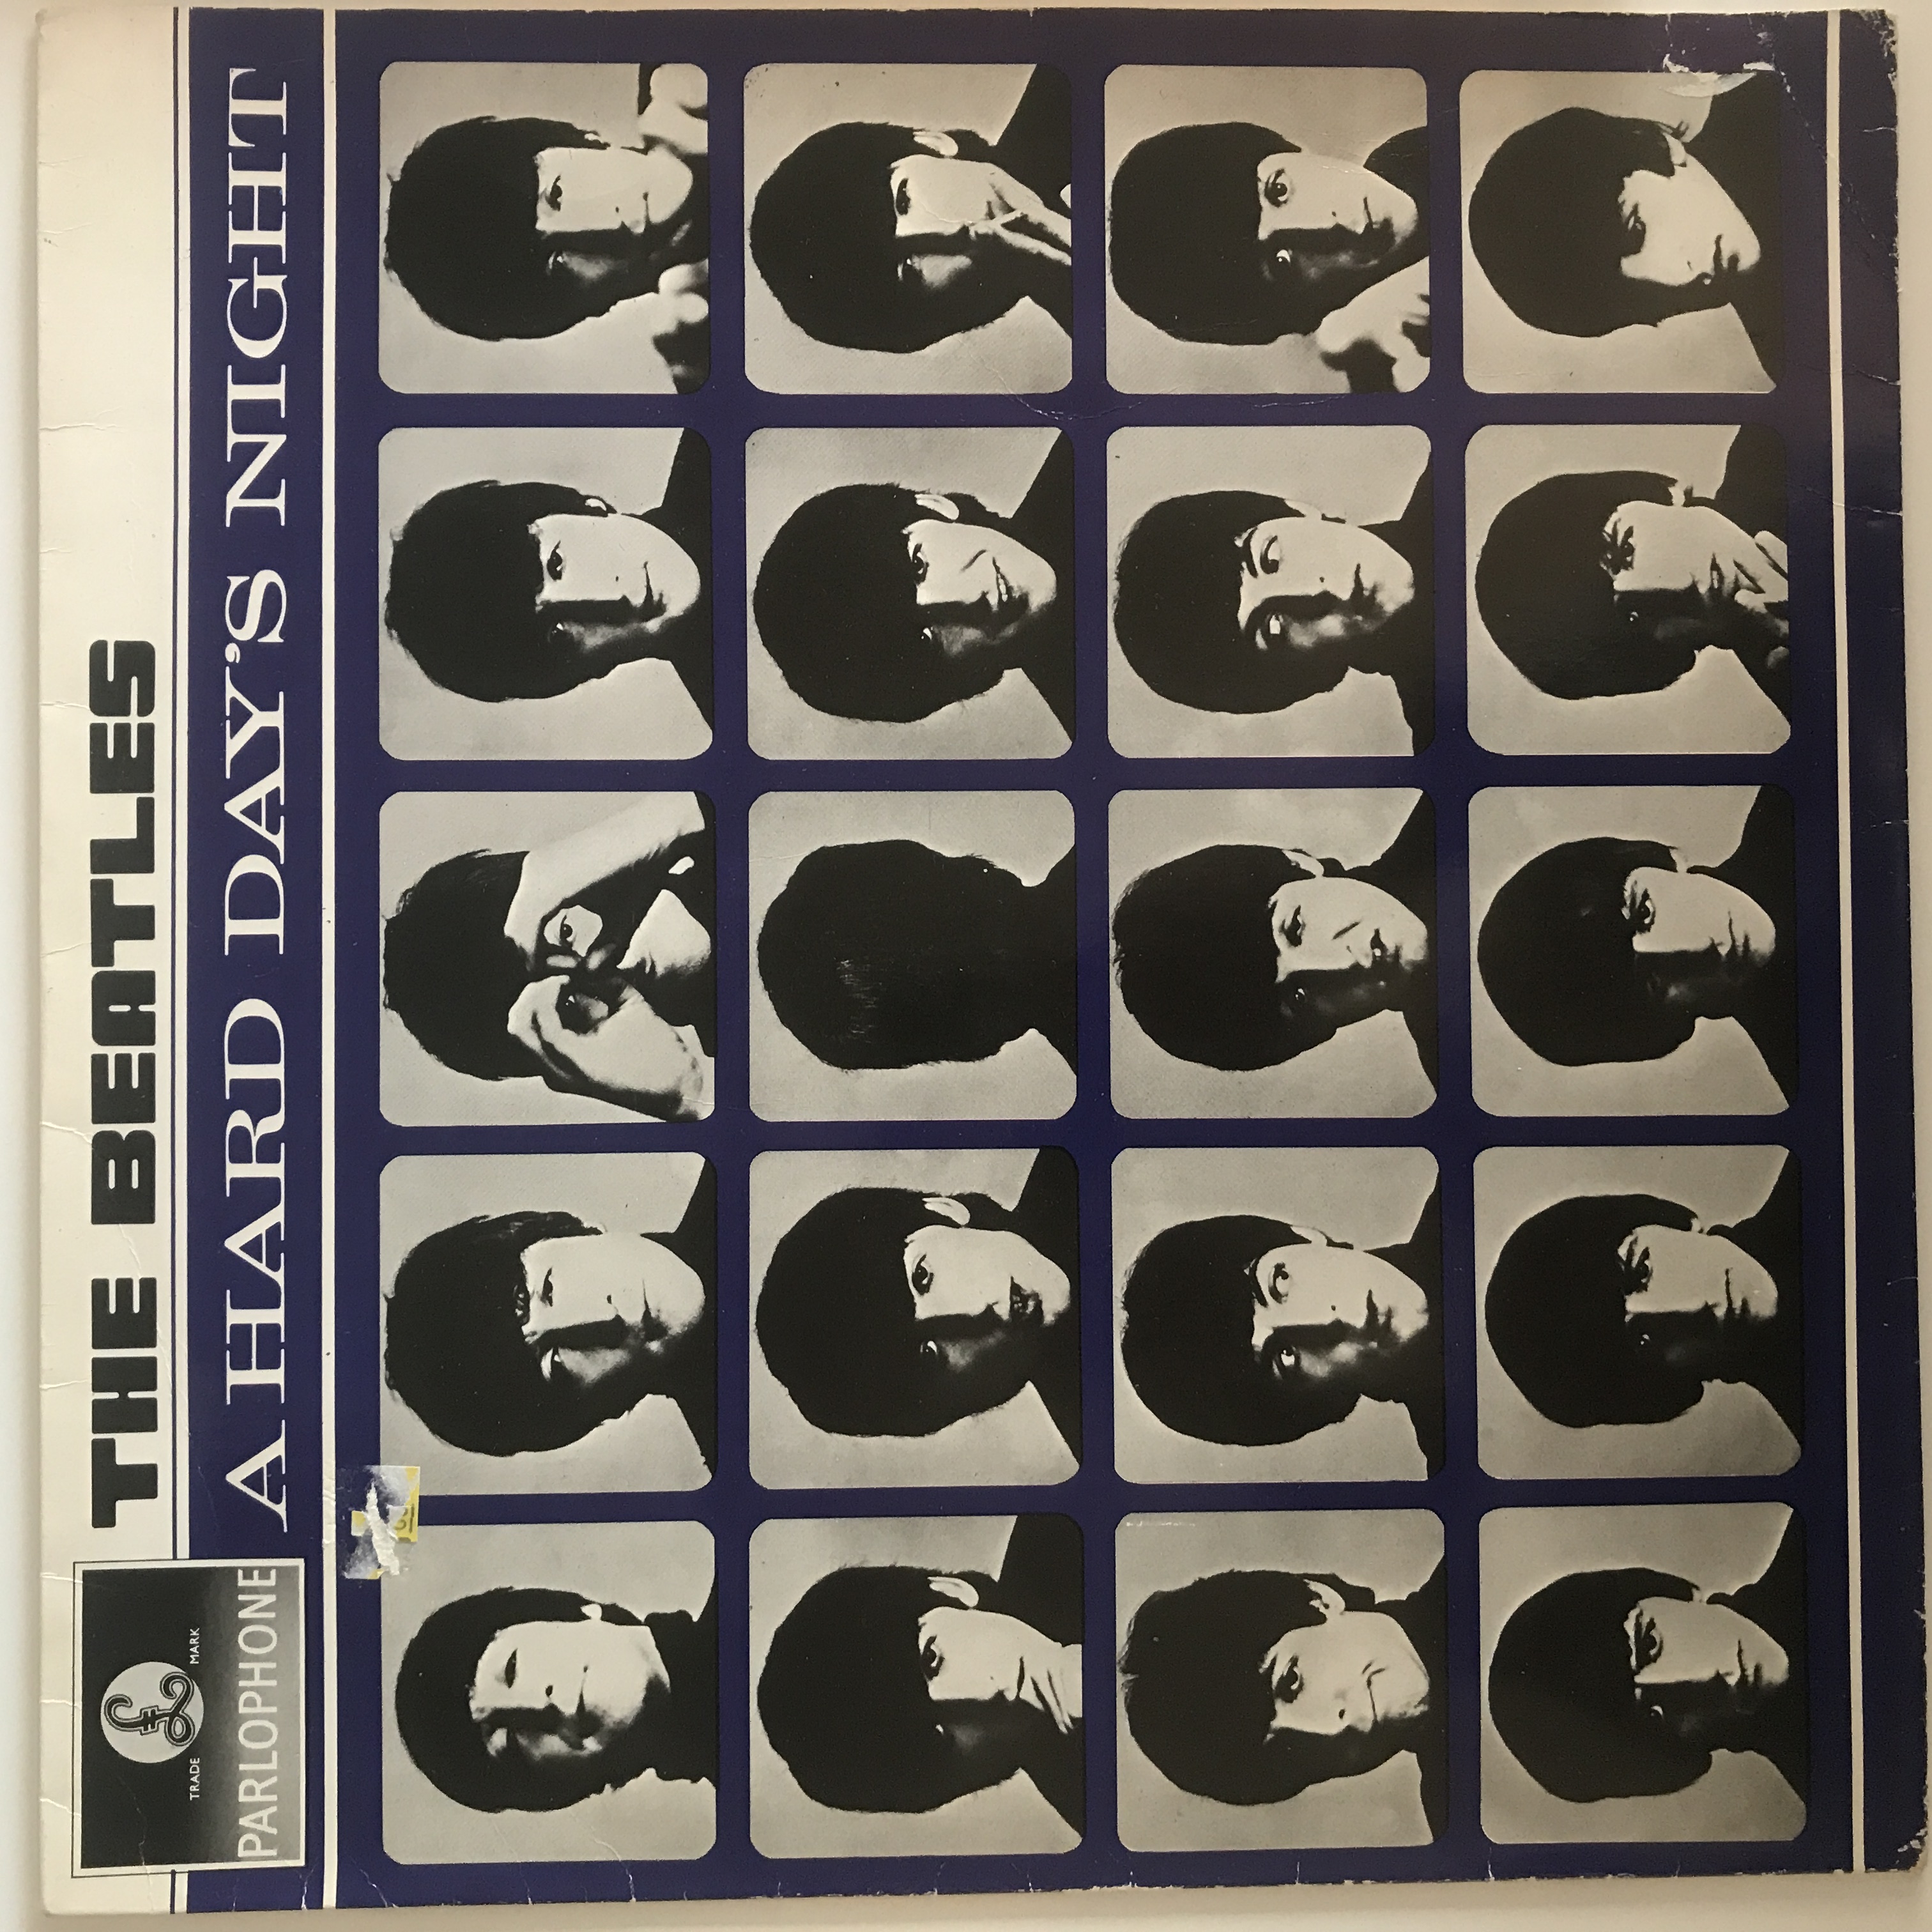 THE BEATLES
£
TRADE MARK
PARLOPHONE
A HARD DAY'S NIGHT